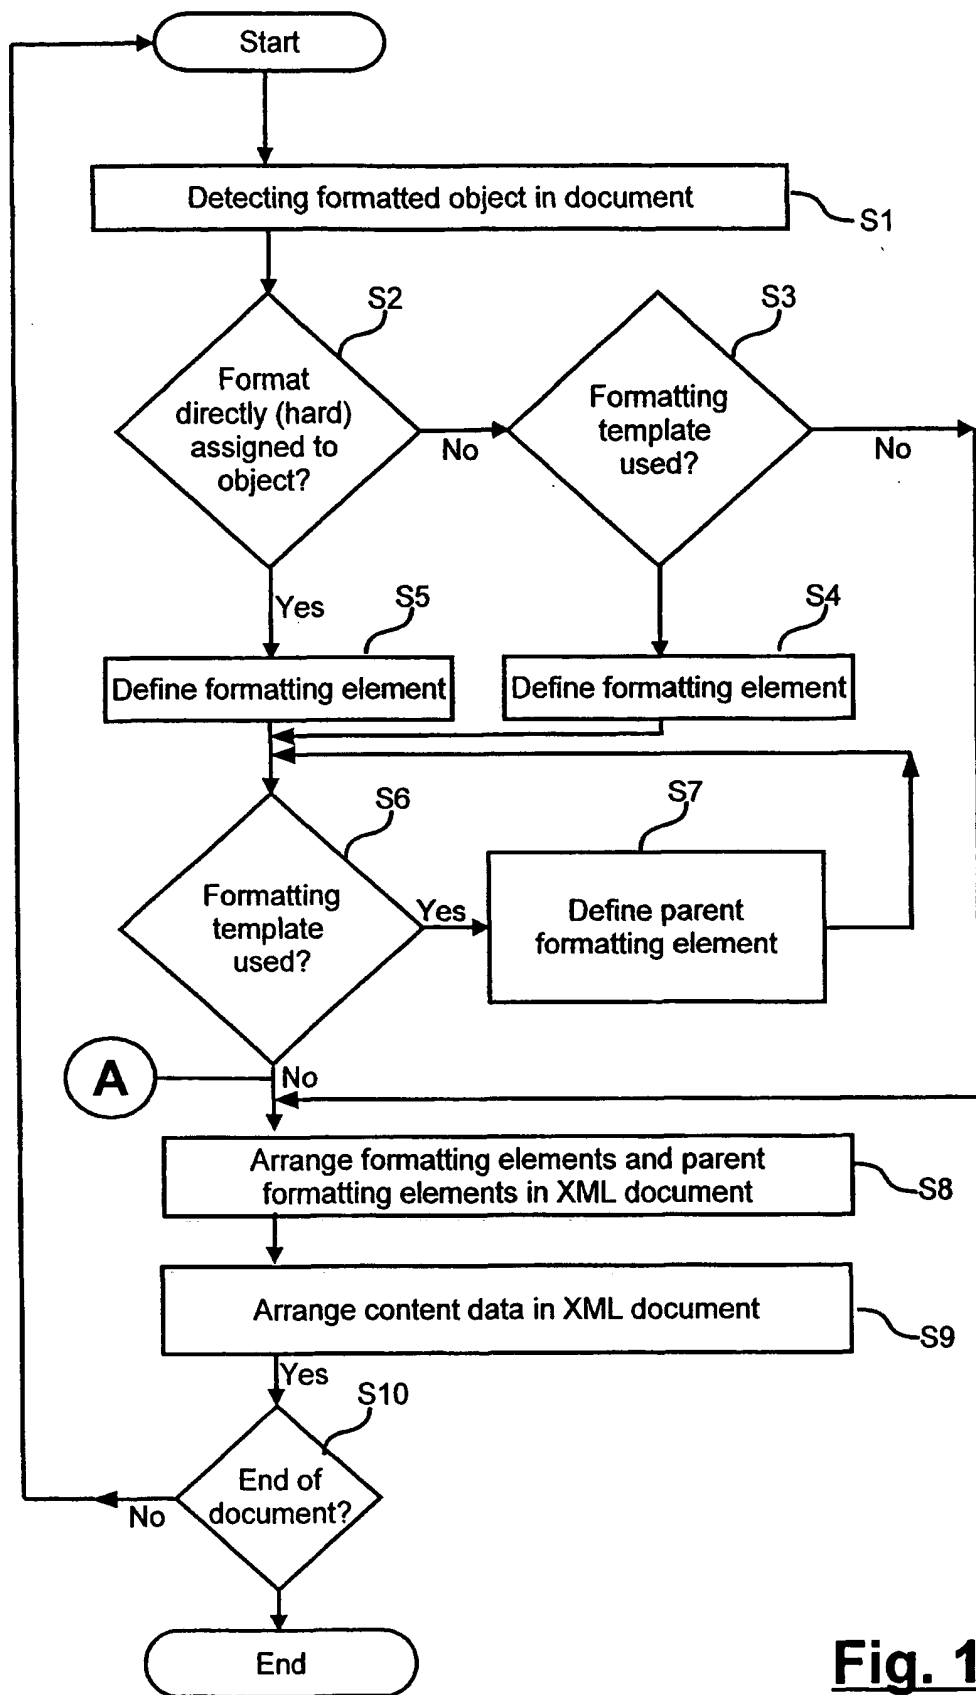 Start
Detecting formatted object in document
S1
S2
S3
Format
directly (hard)
assigned to
object?
No
Formatting
template
used?
No
Yes
S5
S4
Define formatting element
Define formatting element
S6
S7
Formatting
template
used?
Yes
Define parent
formatting element
A
No
Arrange formatting elements and parent
formatting elements in XML document
S8
Arrange content data in XML document
S9
Yes
S10
End of
document?
No
End
Fig. 1